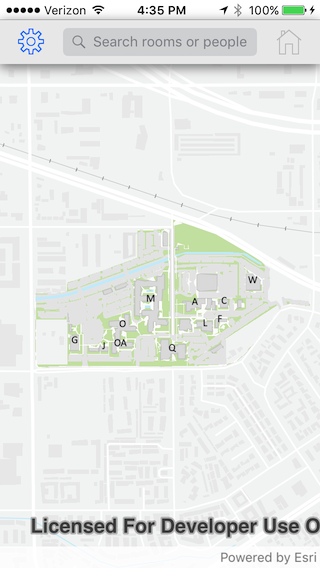 Verizon 4:35 PM 100%
Search rooms or people
W
M
A C
F
O L
G OA
J Q
Licensed For Developer Use O
Powered by Esri